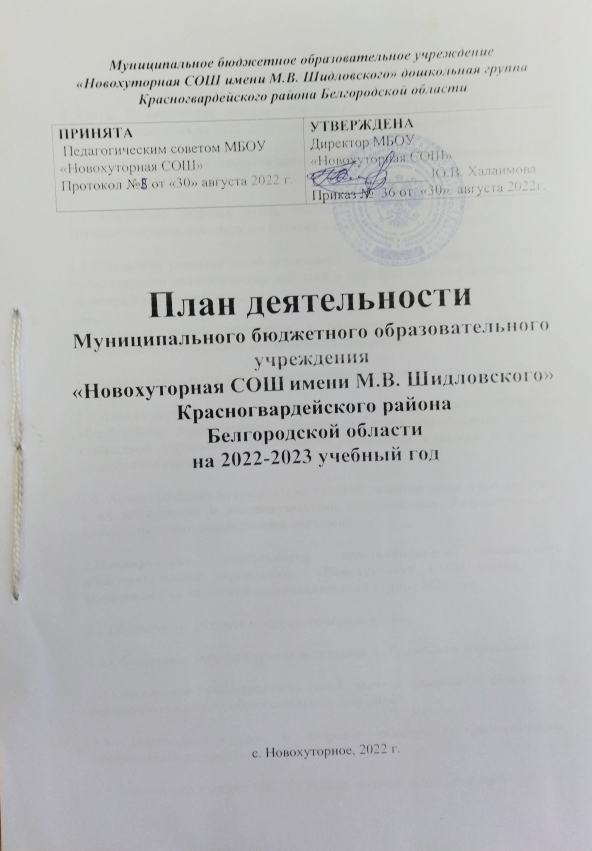 Муниципальное бюджетное образовательное учреждение
«Новохуторная СОШ имени М.В. Шидловского» дошкольная группа
Красногвардейского района Белгородской области
ПРИНЯТА
Педагогическим советом МБОУ
«Новохуторная СОШ»
Протокол №5 от «30» августа 2022 г.
УТВЕРЖДЕНА
Директор МБОУ
«Новохуторная СОШ»
Ю.В. Халаимова
Приказ № 36 от «30» августа 2022г.
План деятельности
Муниципального бюджетного образовательного
учреждения
«Новохуторная СОШ имени М.В. Шидловского»
Красногвардейского района
Белгородской области
на 2022-2023 учебный год
с. Новохуторное, 2022 г.